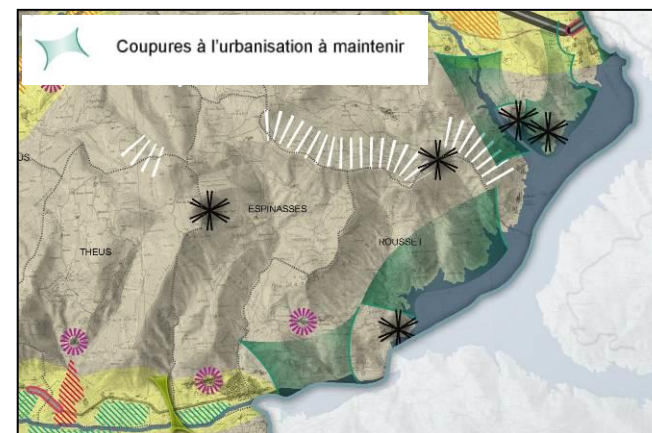 Coupures à l'urbanisation à maintenir
ESPINASSES
ROUSSET
THEUS